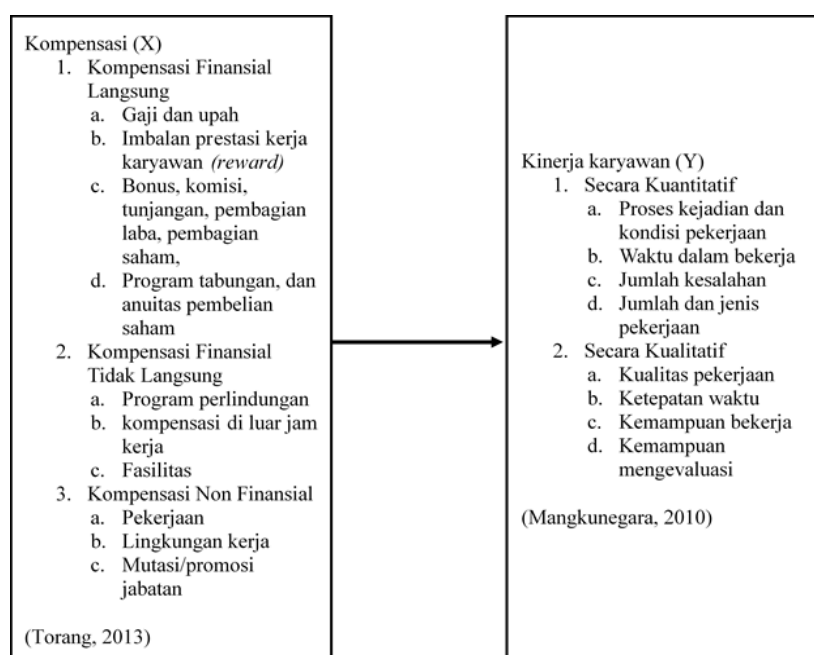 Kompensasi (X)
1. Kompensasi Finansial
Langsung
a. Gaji dan upah
b. Imbalan prestasi kerja
karyawan (reward)
c. Bonus, komisi,
tunjangan, pembagian
laba, pembagian
saham,
d. Program tabungan, dan
anuitas pembelian
saham
2. Kompensasi Finansial
Tidak Langsung
a. Program perlindungan
b. kompensasi di luar jam
kerja
c. Fasilitas
3. Kompensasi Non Finansial
a. Pekerjaan
b. Lingkungan kerja
c. Mutasi/promosi
jabatan
(Torang, 2013)
Kinerja karyawan (Y)
1. Secara Kuantitatif
a. Proses kejadian dan
kondisi pekerjaan
b. Waktu dalam bekerja
c. Jumlah kesalahan
d. Jumlah dan jenis
pekerjaan
2. Secara Kualitatif
a. Kualitas pekerjaan
b. Ketepatan waktu
c. Kemampuan bekerja
d. Kemampuan
mengevaluasi
(Mangkunegara, 2010)